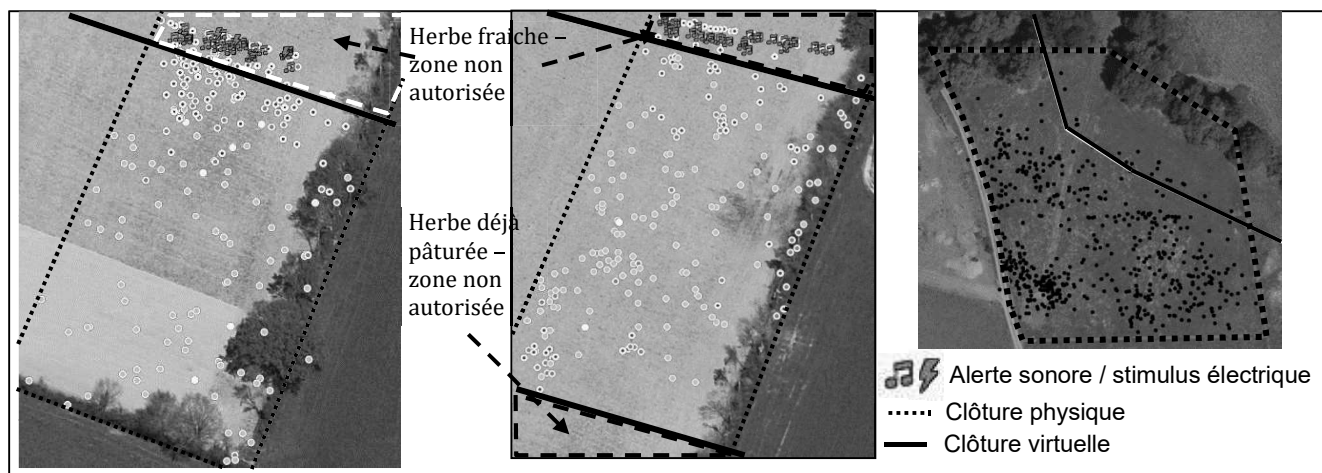 Herbe fraiche –
zone non
autorisée
Herbe déjà
pâturée –
zone non
autorisée
Alerte sonore / stimulus électrique
Clôture physique
Clôture virtuelle